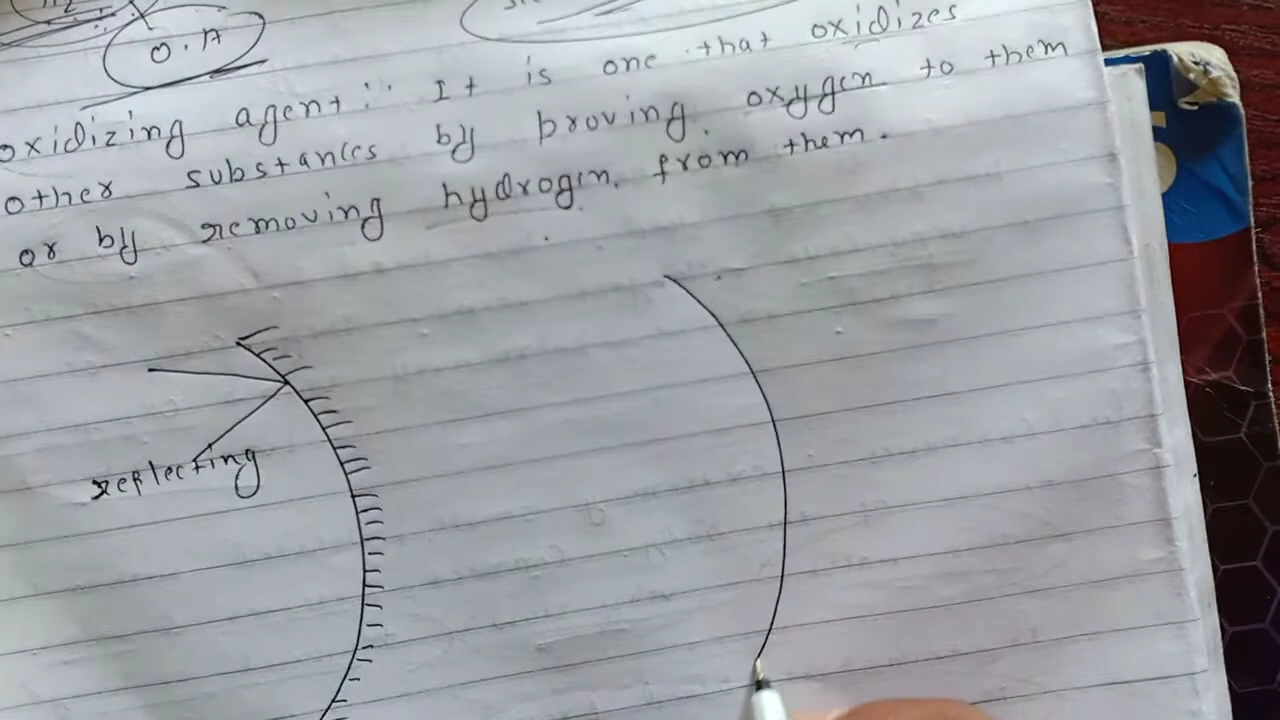 O.A
oxidizing agent :- It is one that oxidizes
other substances by proving oxygen to them
or by removing hydrogen from them.
reflecting